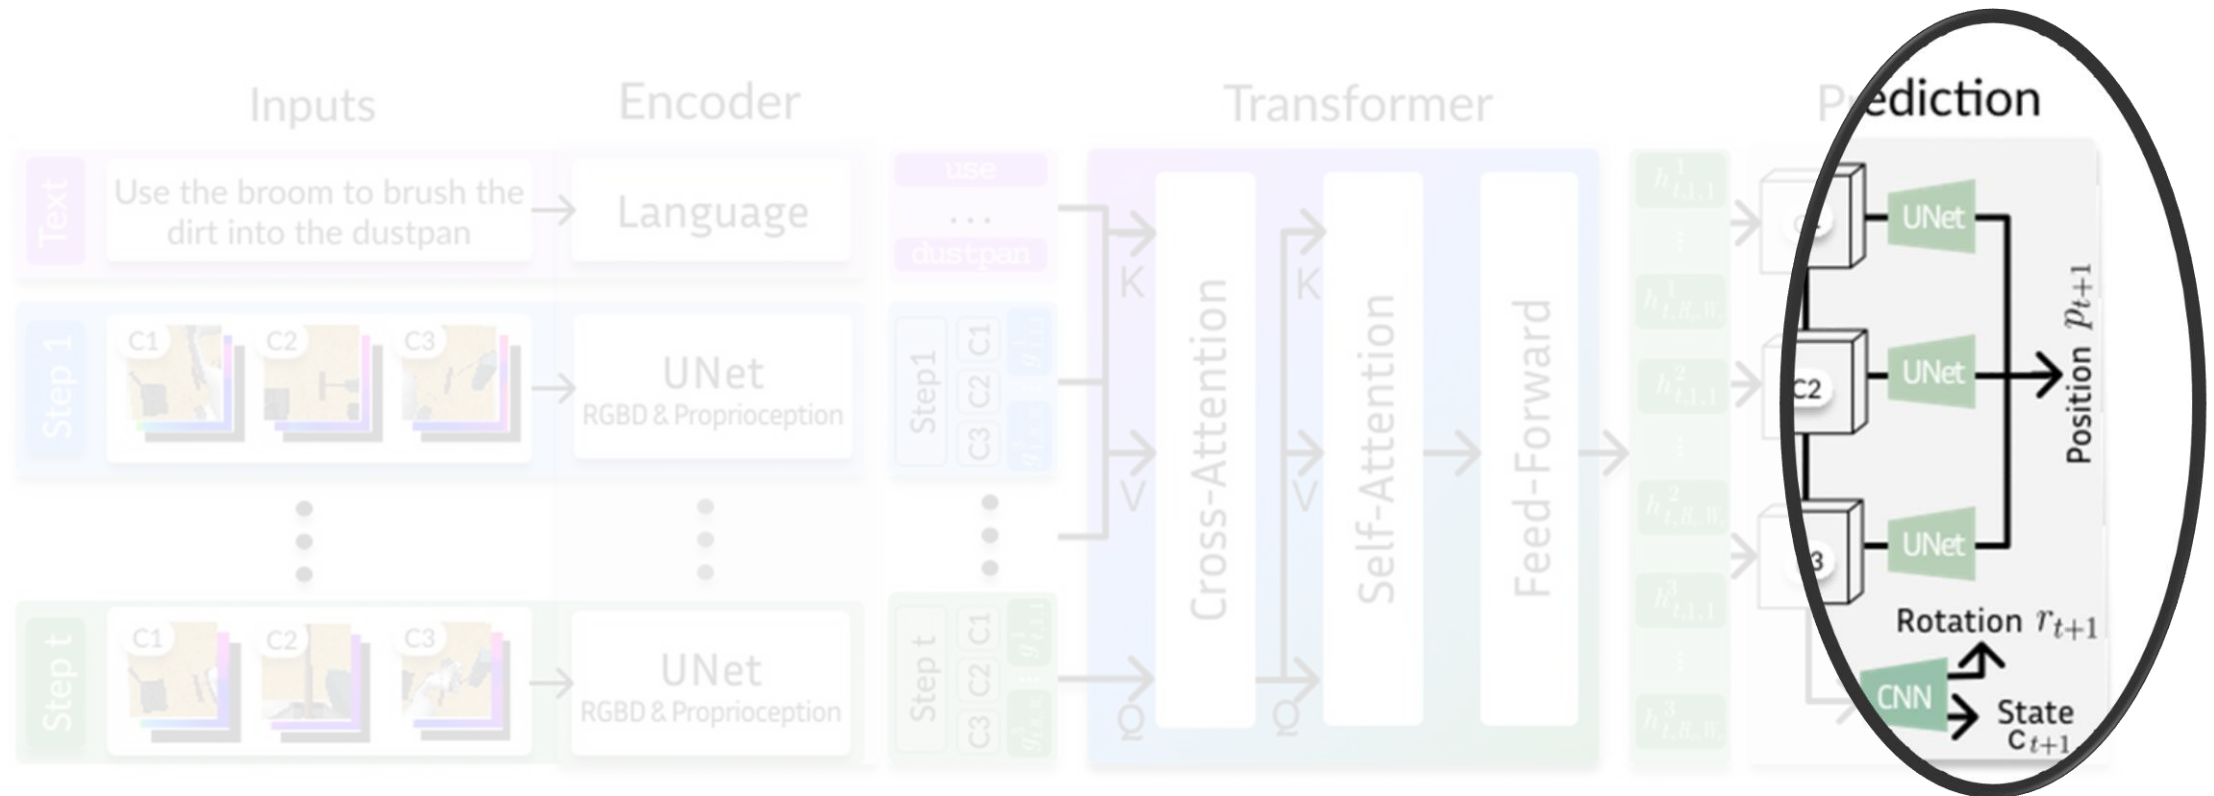 Inputs
Encoder
Transformer
Prediction
Text
Use the broom to brush the
dirt into the dustpan
Language
use
...
dustpan
Step 1
C1
C2
C3
UNet
RGBD & Proprioception
Step1
C1
C2
C3
Step t
C1
C2
C3
UNet
RGBD & Proprioception
Step t
C1
C2
C3
K
V
Q
Cross-Attention
K
V
Q
Self-Attention
Feed-Forward
C2
3
UNet
UNet
UNet
Position p_{t+1}
Rotation r_{t+1}
CNN
State
c_{t+1}